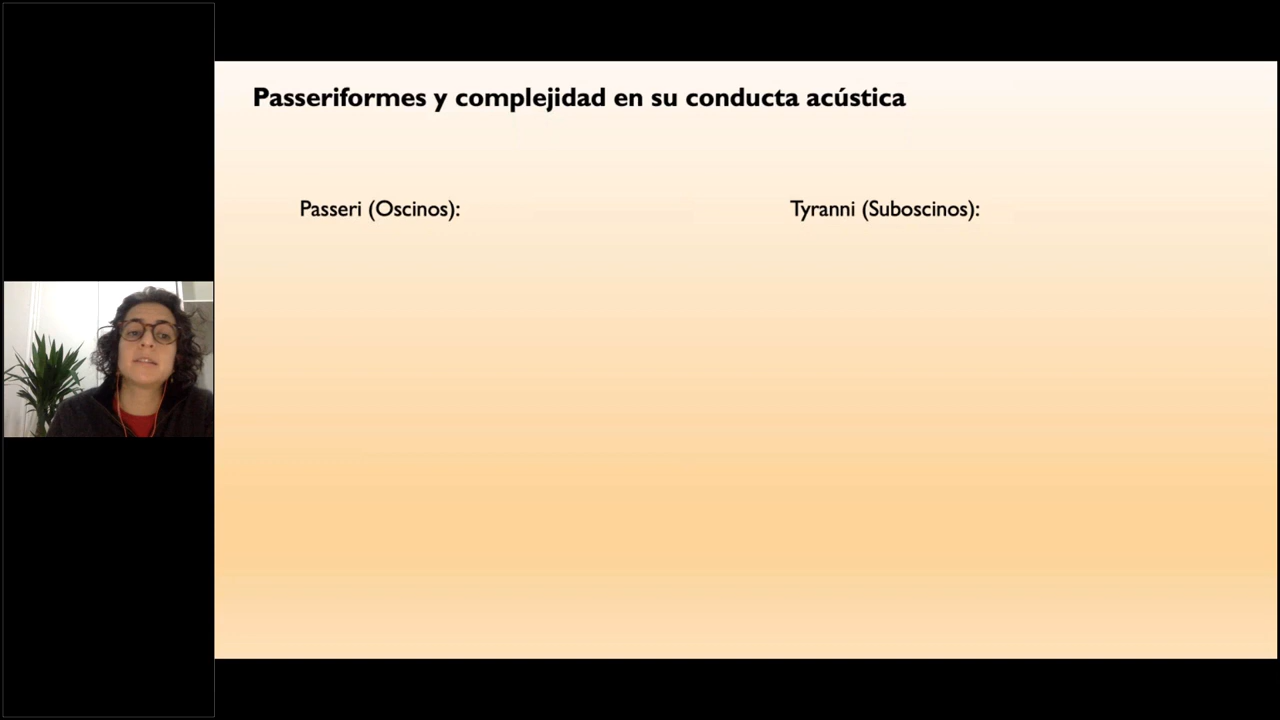 Passeriformes y complejidad en su conducta acústica
Passeri (Oscinos):
Tyranni (Suboscinos):